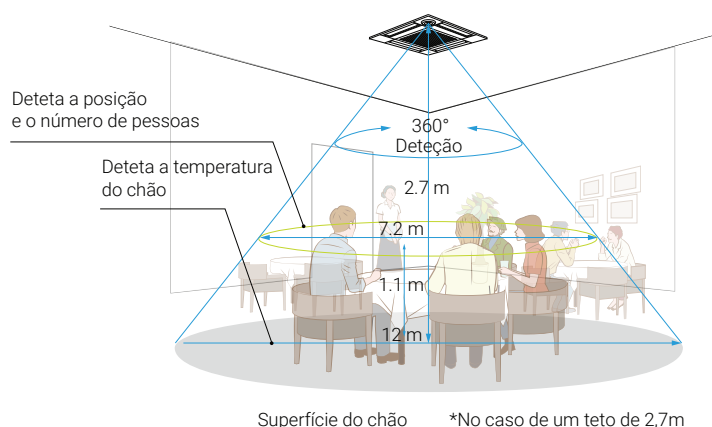 Deteta a posição
e o número de pessoas
Deteta a temperatura
do chão
360°
Deteção
2.7 m
7.2 m
1.1 m
12 m
Superfície do chão
*No caso de um teto de 2,7m